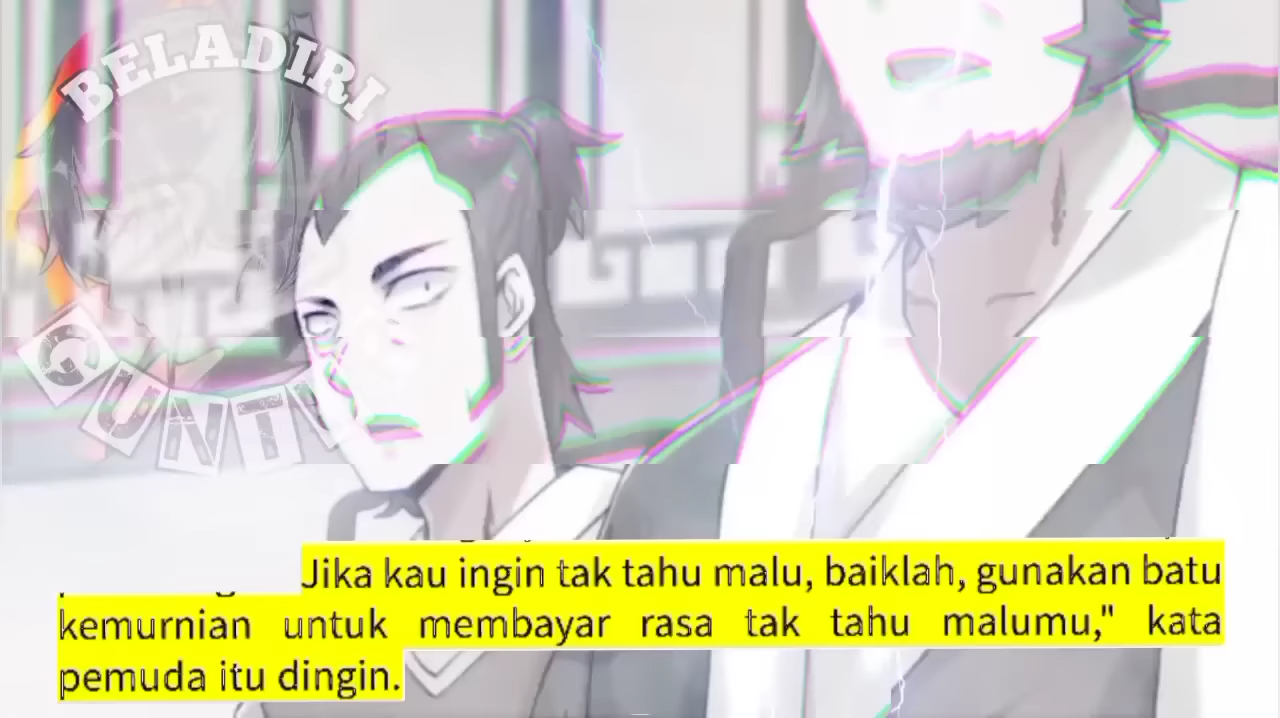 BELADIRI
QUNTV
Jika kau ingin tak tahu malu, baiklah, gunakan batu
kemurnian untuk membayar rasa tak tahu malumu," kata
pemuda itu dingin.